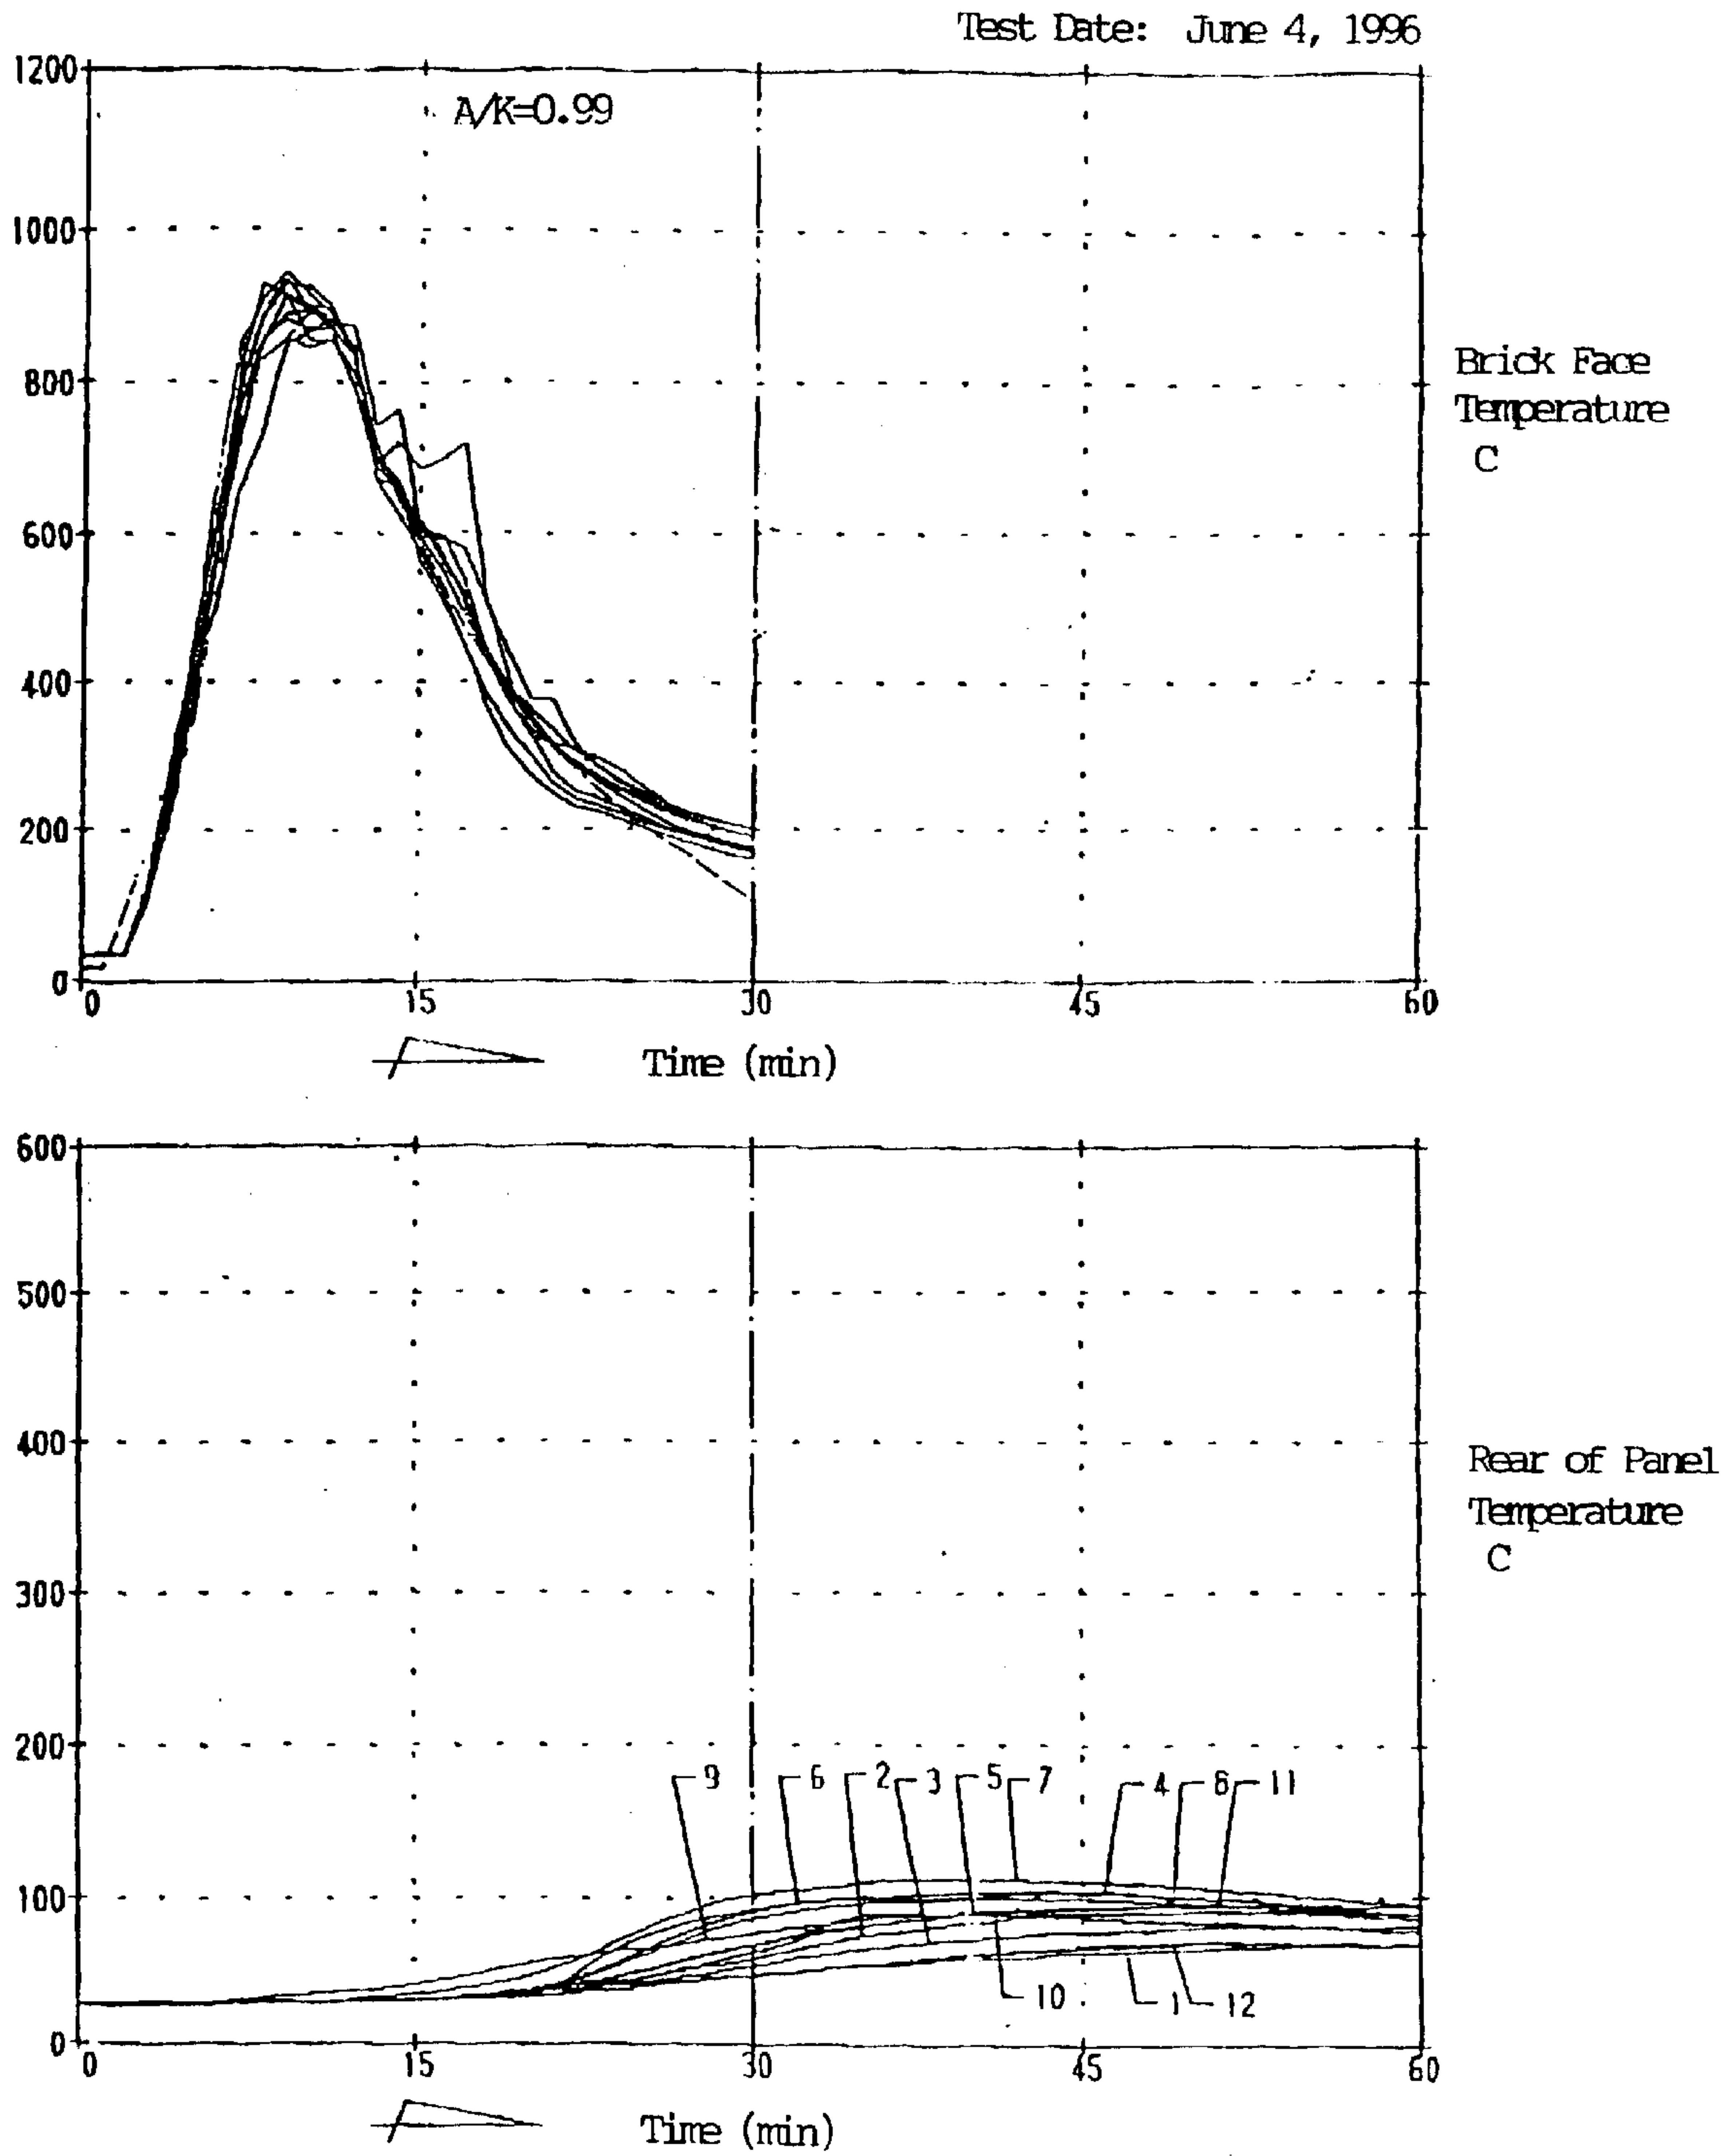 Test Date: June 4, 1996
1200
A/K=0.99
1000
800
Brick Face
Temperature
C
600
400
200
0
0 15 30 45 60
Time (min)
600
500
400
Rear of Panel
Temperature
C
300
200
9 6 2 3 5 7 4 8 11
100
10 1 12
0
0 15 30 45 60
Time (min)